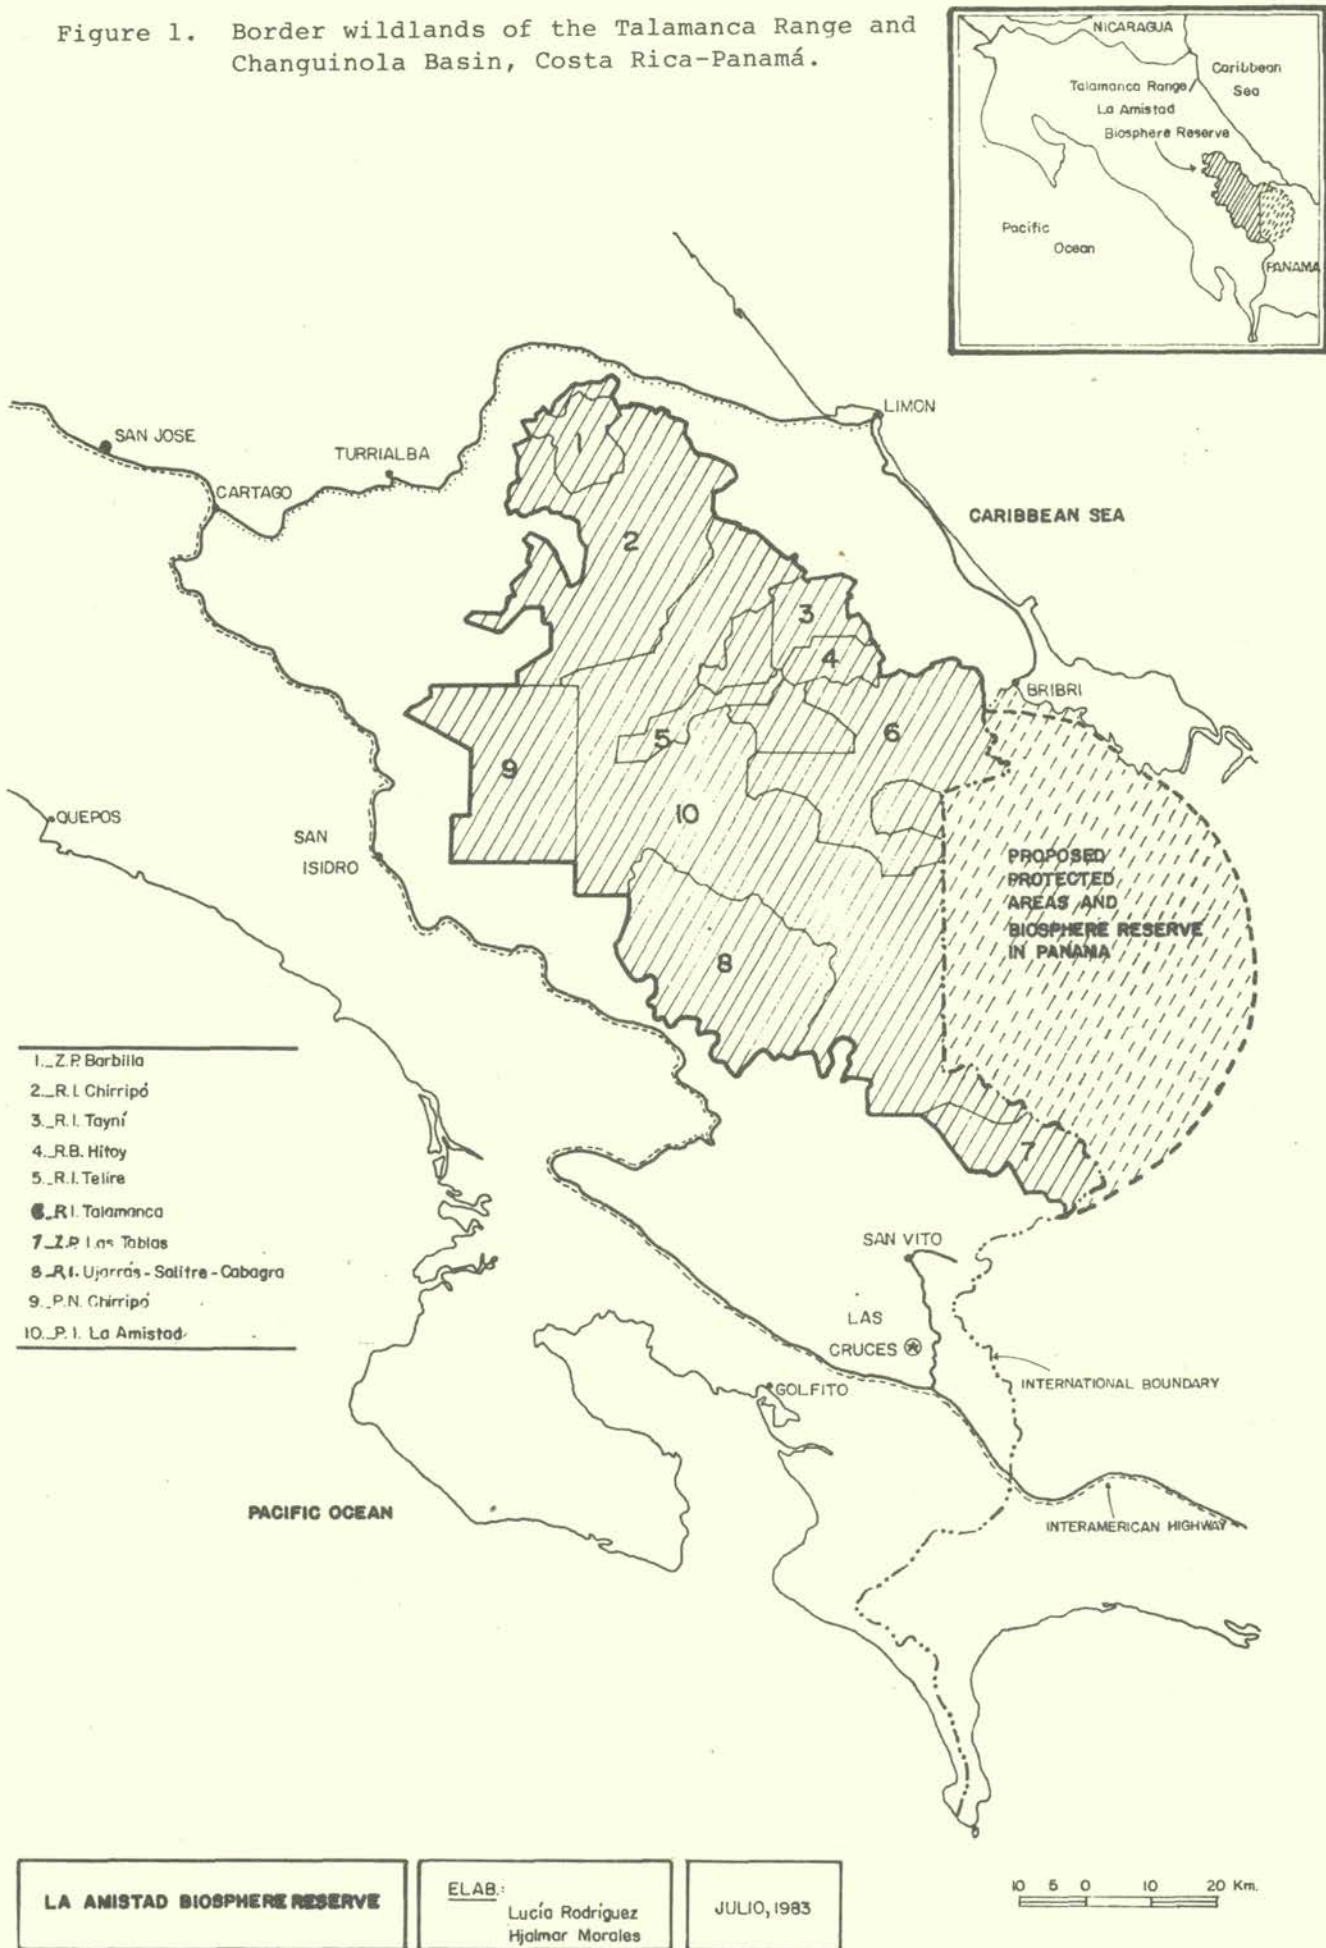 Figure 1. Border wildlands of the Talamanca Range and
Changuinola Basin, Costa Rica-Panamá.
NICARAGUA
Caribbean
Sea
Talamanca Range
La Amistad
Biosphere Reserve
Pacific
Ocean
PANAMA
LIMON
SAN JOSE
TURRIALBA
CARTAGO
CARIBBEAN SEA
1
2
3
4
BRIBRI
5
6
9
10
QUEPOS
SAN
ISIDRO
PROPOSED
PROTECTED
AREAS AND
BIOSPHERE RESERVE
IN PANAMA
8
7
1._Z.P. Barbilla
2._R.I. Chirripó
3._R.I. Tayní
4._R.B. Hitoy
5._R.I. Telire
6._R.I. Talamanca
7_Z.P. Las Tablas
8_R.I. Ujarrás-Salitre-Cabagra
9._P.N. Chirripó
10._P.I. La Amistad
SAN VITO
LAS
CRUCES
GOLFITO
INTERNATIONAL BOUNDARY
PACIFIC OCEAN
INTERAMERICAN HIGHWAY
LA AMISTAD BIOSPHERE RESERVE
ELAB.:
Lucía Rodríguez
Hjalmar Morales
JULIO, 1983
10 5 0 10 20 Km.